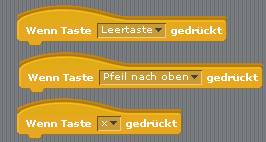 Wenn Taste Leertaste gedrückt
Wenn Taste Pfeil nach oben gedrückt
Wenn Taste x gedrückt